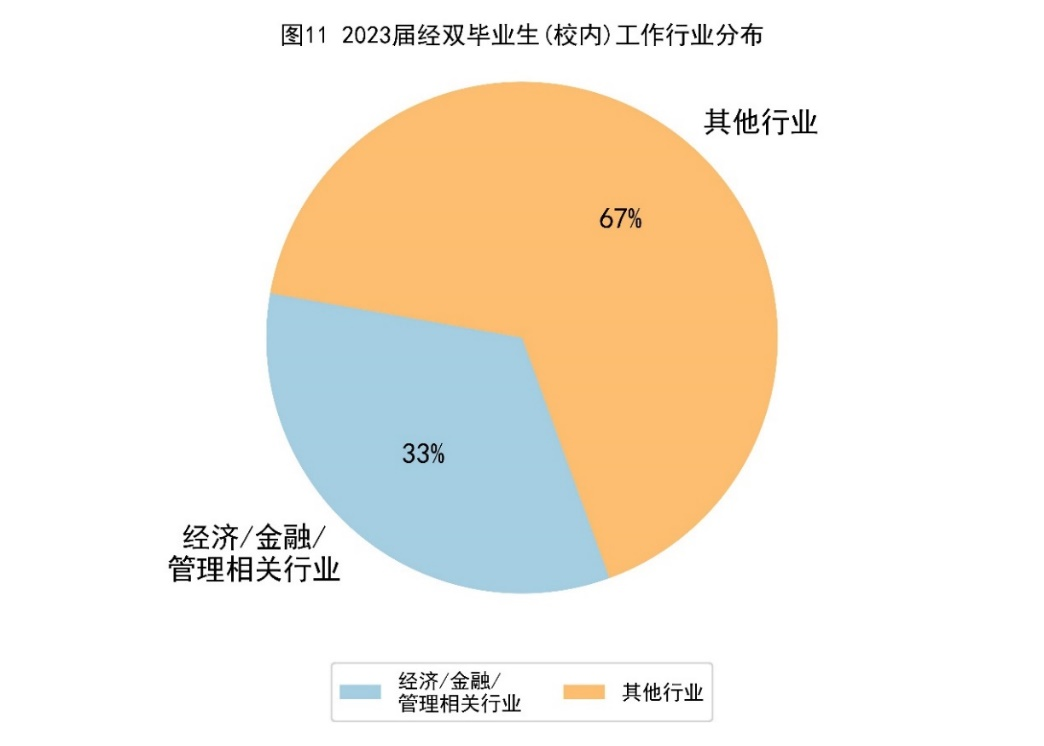 图11 2023届经双毕业生(校内)工作行业分布
其他行业
67%
33%
经济/金融/
管理相关行业
经济/金融/
管理相关行业
其他行业